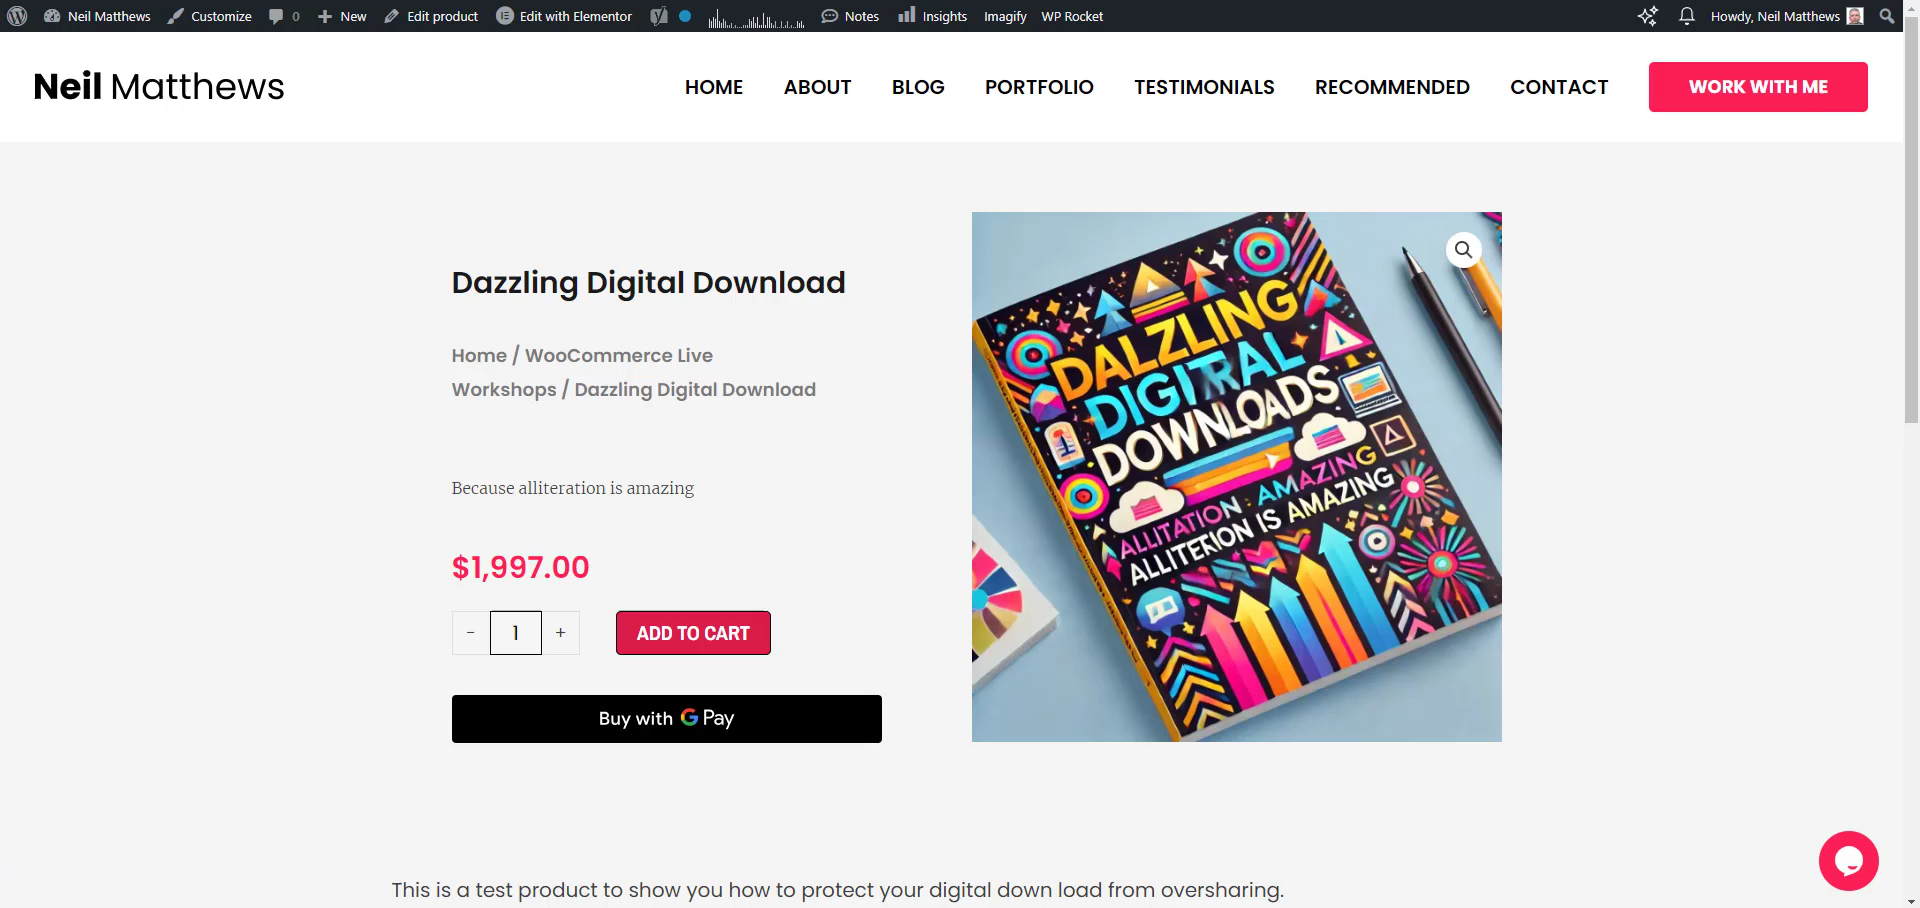 Neil Matthews Customize 0 New Edit product Edit with Elementor Notes Insights Imagify WP Rocket Howdy, Neil Matthews
Neil Matthews
HOME ABOUT BLOG PORTFOLIO TESTIMONIALS RECOMMENDED CONTACT WORK WITH ME
Dazzling Digital Download
Home / WooCommerce Live
Workshops / Dazzling Digital Download
Because alliteration is amazing
$1,997.00
- 1 + ADD TO CART
Buy with G Pay
DALZLING
DIGITRAL
DOWNLOADS
ALLITATION : AMAZING
ALLITERION IS AMAZING
This is a test product to show you how to protect your digital down load from oversharing.